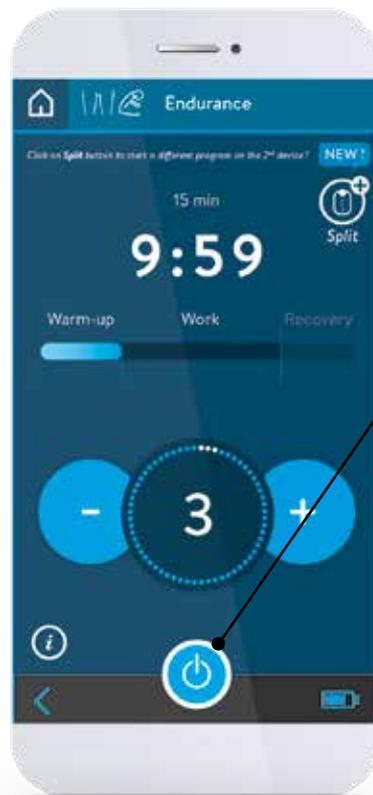 Endurance
Click on Split button to start a different program on the 2nd device! NEW!
15 min
Split
9:59
Warm-up Work Recovery
- 3 +
i